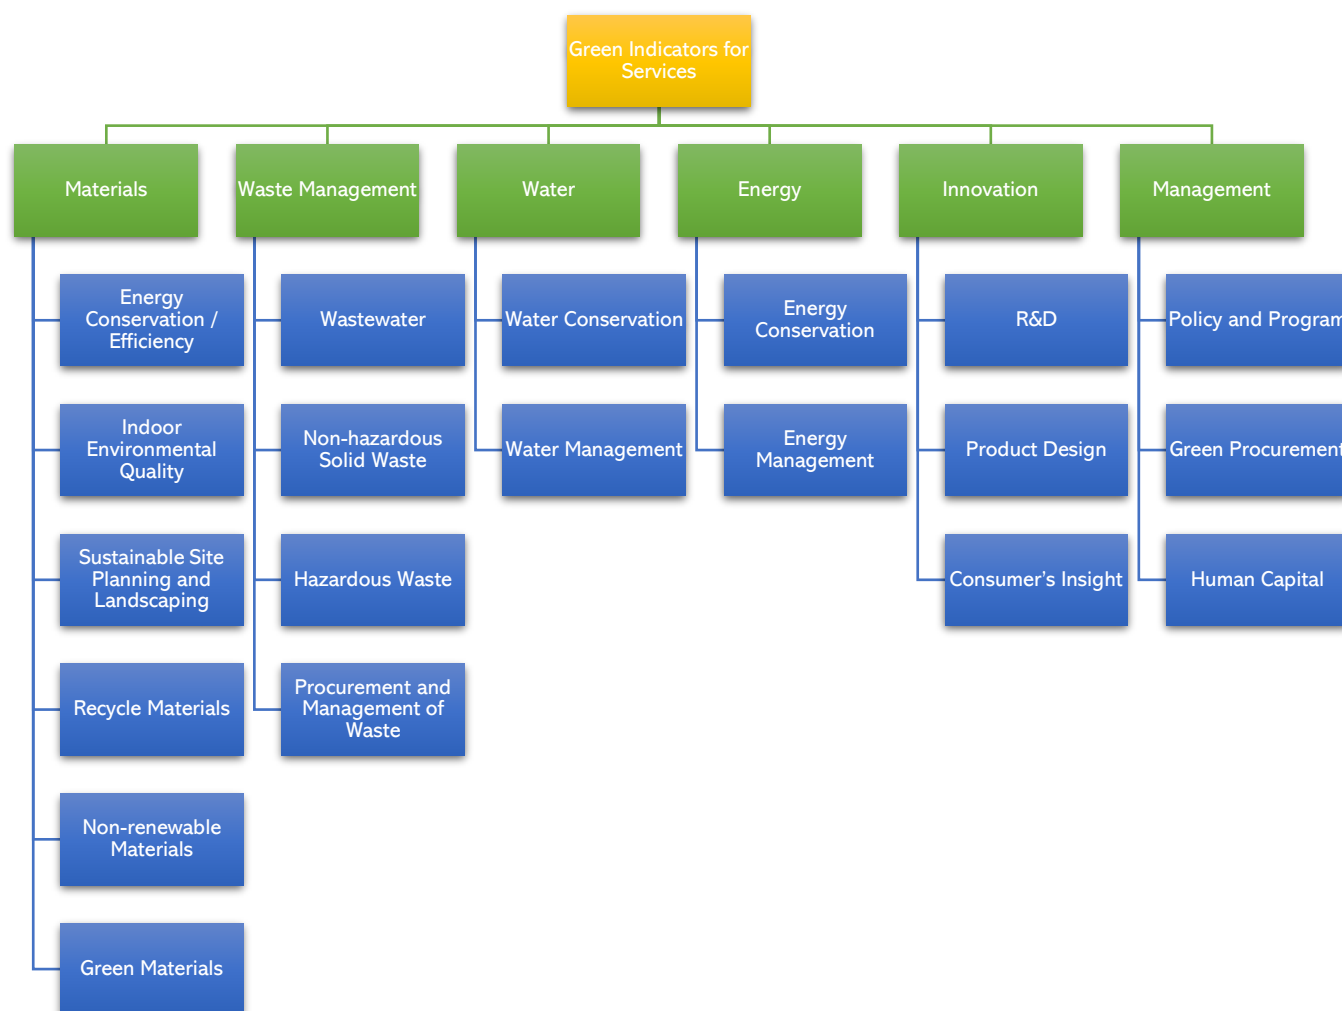 Green Indicators for
Services
Materials
Waste Management
Water
Energy
Innovation
Management
Energy
Conservation /
Efficiency
Indoor
Environmental
Quality
Sustainable Site
Planning and
Landscaping
Recycle Materials
Non-renewable
Materials
Green Materials
Wastewater
Non-hazardous
Solid Waste
Hazardous Waste
Procurement and
Management of
Waste
Water Conservation
Water Management
Energy
Conservation
Energy
Management
R&D
Product Design
Consumer’s Insight
Policy and Program
Green Procurement
Human Capital